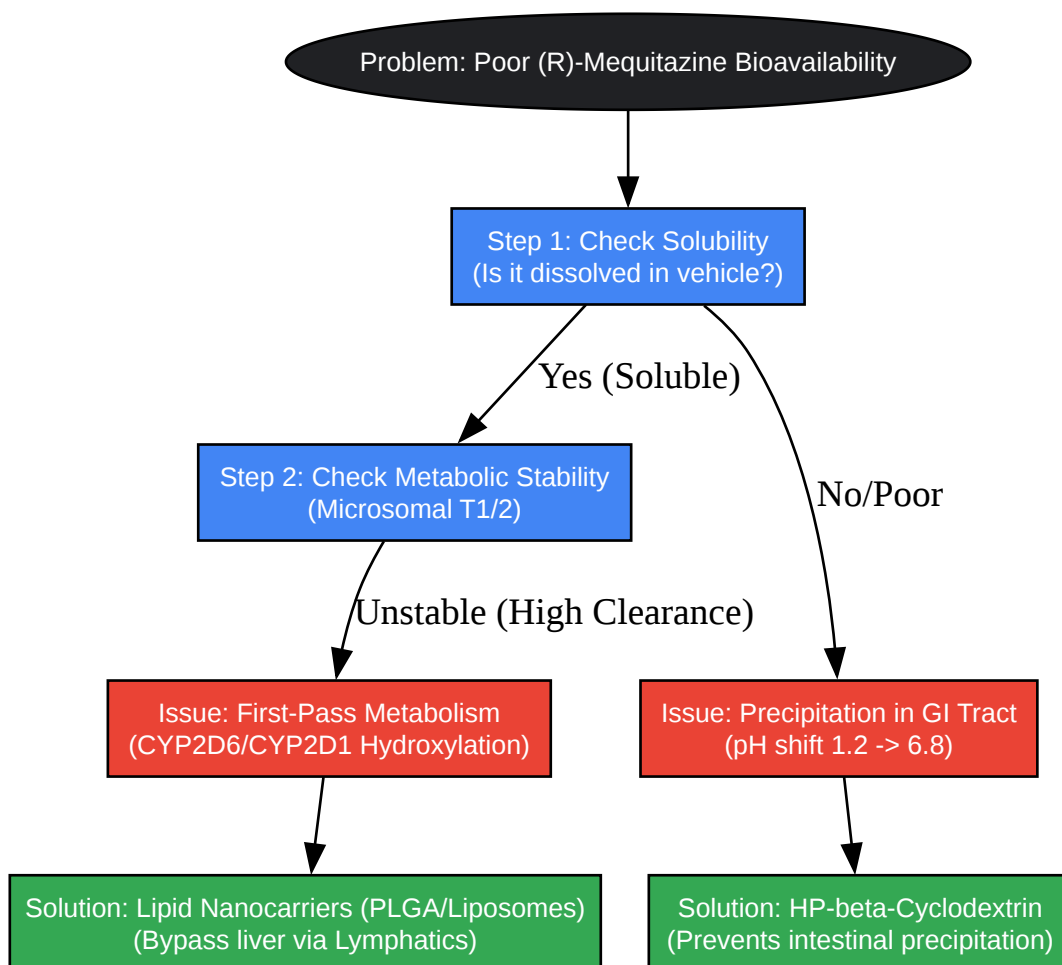 Problem: Poor (R)-Mequitazine Bioavailability
Step 1: Check Solubility
(Is it dissolved in vehicle?)
Yes (Soluble)
Step 2: Check Metabolic Stability
(Microsomal T1/2)
No/Poor
Unstable (High Clearance)
Issue: First-Pass Metabolism
(CYP2D6/CYP2D1 Hydroxylation)
Issue: Precipitation in GI Tract
(pH shift 1.2 -> 6.8)
Solution: Lipid Nanocarriers (PLGA/Liposomes)
(Bypass liver via Lymphatics)
Solution: HP-beta-Cyclodextrin
(Prevents intestinal precipitation)